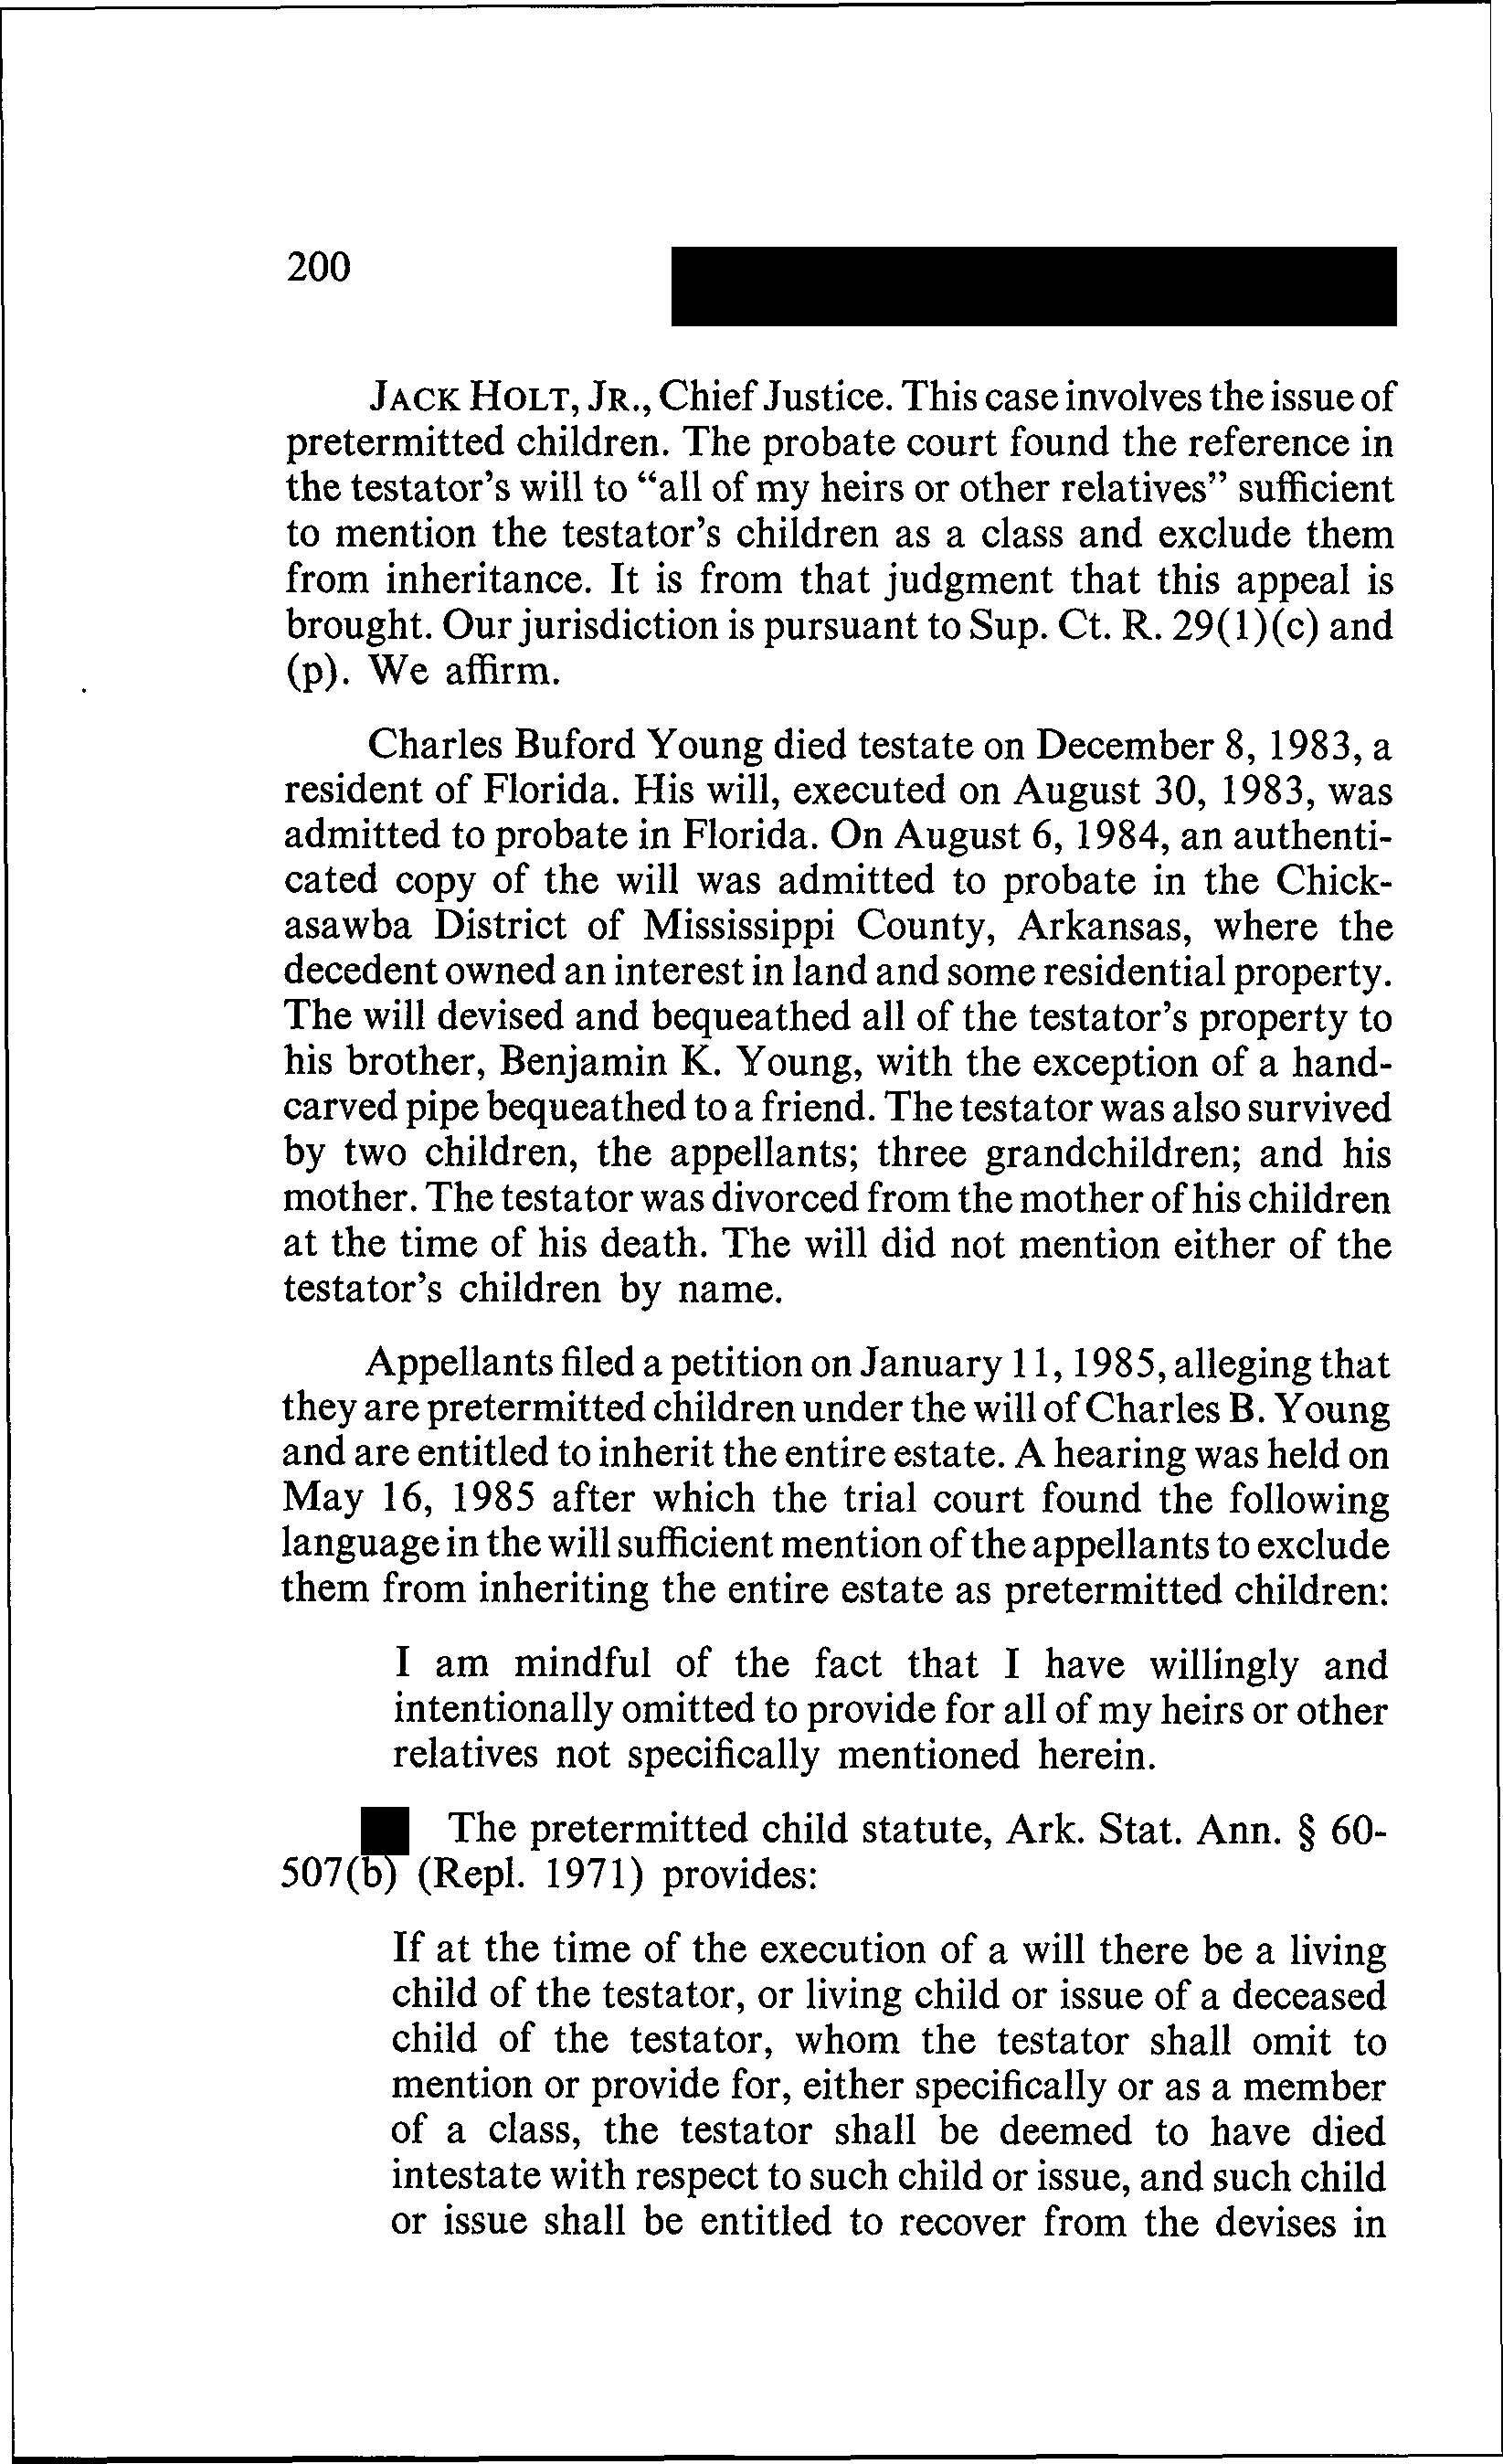 200
JACK HOLT, JR., Chief Justice. This case involves the issue of
pretermitted children. The probate court found the reference in
the testator's will to “all of my heirs or other relatives” sufficient
to mention the testator's children as a class and exclude them
from inheritance. It is from that judgment that this appeal is
brought. Our jurisdiction is pursuant to Sup. Ct. R. 29(1)(c) and
(p). We affirm.
Charles Buford Young died testate on December 8, 1983, a
resident of Florida. His will, executed on August 30, 1983, was
admitted to probate in Florida. On August 6, 1984, an authenti-
cated copy of the will was admitted to probate in the Chick-
asawba District of Mississippi County, Arkansas, where the
decedent owned an interest in land and some residential property.
The will devised and bequeathed all of the testator's property to
his brother, Benjamin K. Young, with the exception of a hand-
carved pipe bequeathed to a friend. The testator was also survived
by two children, the appellants; three grandchildren; and his
mother. The testator was divorced from the mother of his children
at the time of his death. The will did not mention either of the
testator's children by name.
Appellants filed a petition on January 11, 1985, alleging that
they are pretermitted children under the will of Charles B. Young
and are entitled to inherit the entire estate. A hearing was held on
May 16, 1985 after which the trial court found the following
language in the will sufficient mention of the appellants to exclude
them from inheriting the entire estate as pretermitted children:
I am mindful of the fact that I have willingly and
intentionally omitted to provide for all of my heirs or other
relatives not specifically mentioned herein.
The pretermitted child statute, Ark. Stat. Ann. § 60-
507(b) (Repl. 1971) provides:
If at the time of the execution of a will there be a living
child of the testator, or living child or issue of a deceased
child of the testator, whom the testator shall omit to
mention or provide for, either specifically or as a member
of a class, the testator shall be deemed to have died
intestate with respect to such child or issue, and such child
or issue shall be entitled to recover from the devises in